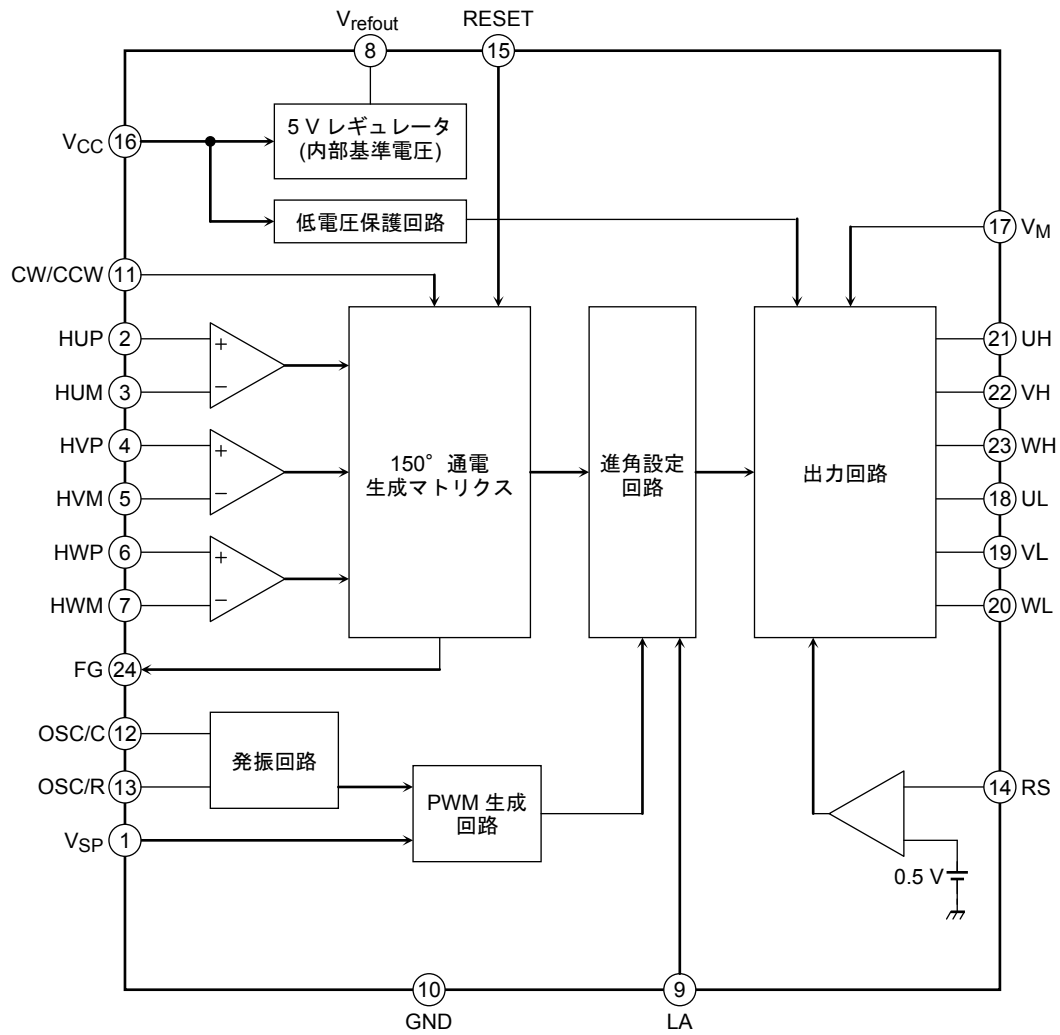 Vrefout
RESET
8
15
5 V レギュレータ
(内部基準電圧)
VCC
16
低電圧保護回路
17
VM
CW/CCW
11
HUP
2
+
−
HUM
3
HVP
4
+
−
HVM
5
HWP
6
+
−
HWM
7
150° 通電
生成マトリクス
進角設定
回路
出力回路
21
UH
22
VH
23
WH
18
UL
19
VL
20
WL
FG
24
OSC/C
12
OSC/R
13
発振回路
VSP
1
PWM 生成
回路
14
RS
0.5 V
10
GND
9
LA